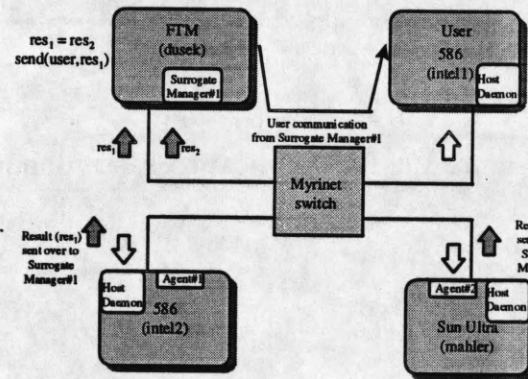 FTM
(dusek)
res1 = res2
send(user,res1)
Surrogate
Manager#1
User
586
(intel1)
Host
Daemon
User communication
from Surrogate Manager#1
res1
res2
Myrinet
switch
Result (res1)
sent over to
Surrogate
Manager#1
Host
Daemon
Agent#1
586
(intel2)
Agent#2
Host
Daemon
Sun Ultra
(mahler)
Re
sen
S
M